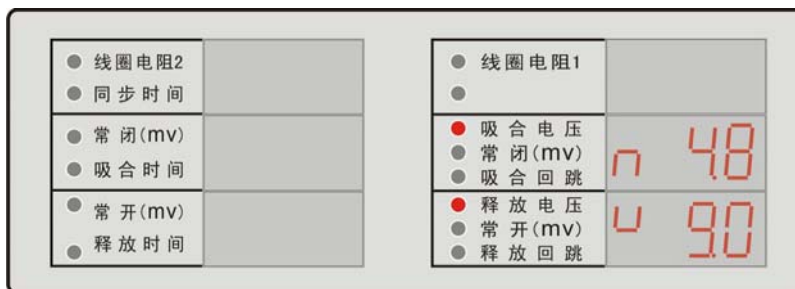 线圈电阻2
同步时间
常闭(mv)
吸合时间
常开(mv)
释放时间
线圈电阻1
吸合电压
常闭(mv)
吸合回跳
n 4.8
释放电压
常开(mv)
释放回跳
u 9.0